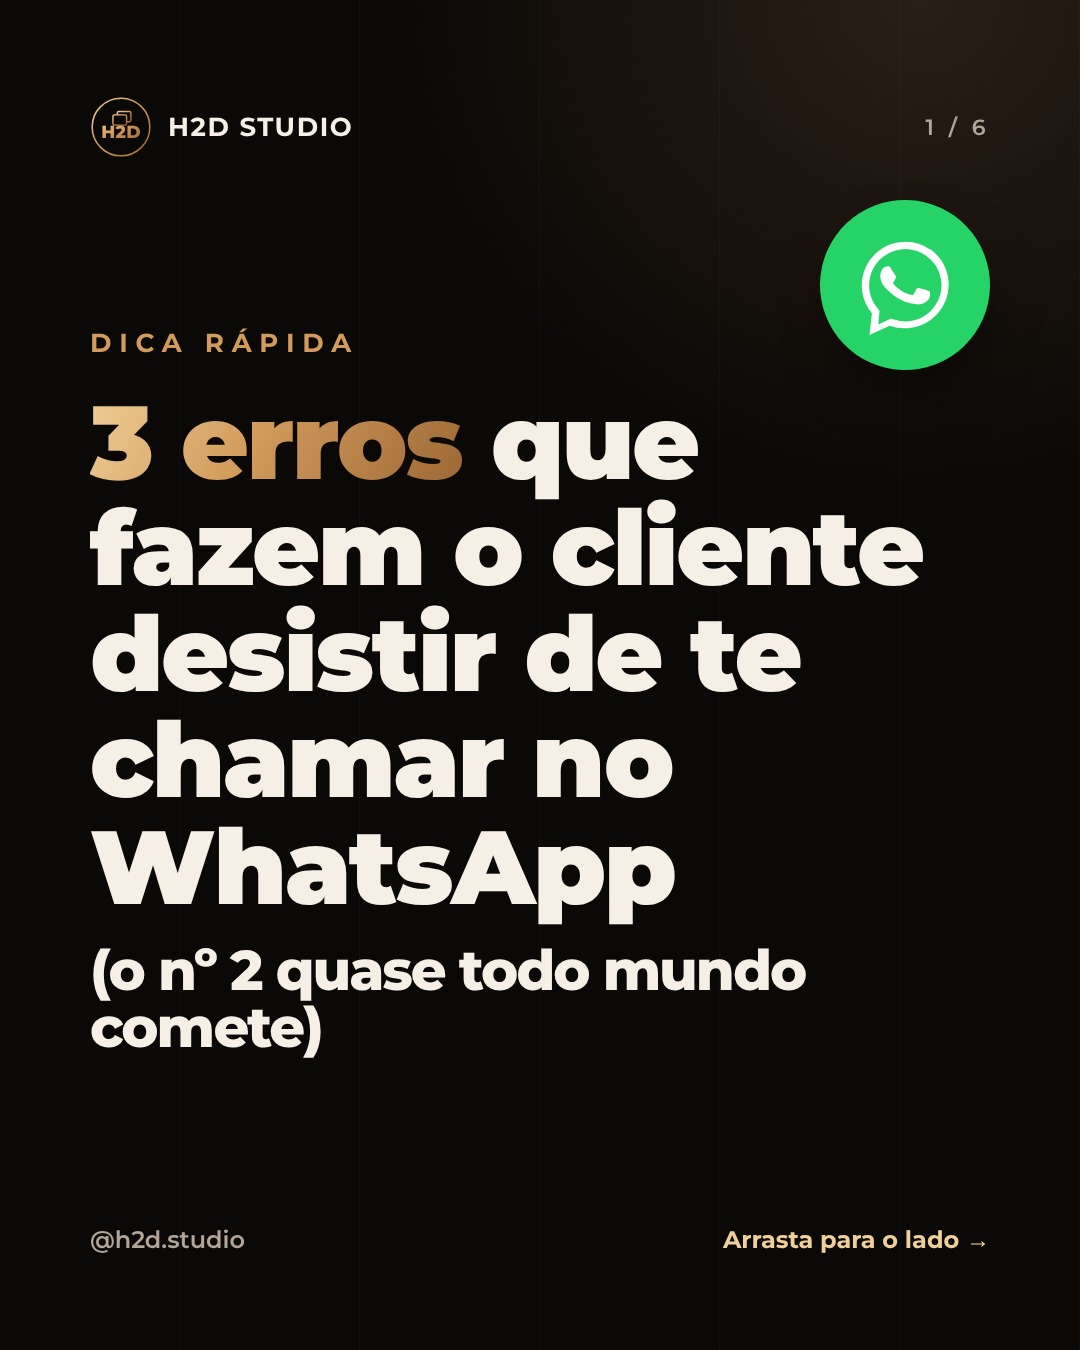 H2D
H2D STUDIO
1 / 6
DICA RÁPIDA
3 erros que
fazem o cliente
desistir de te
chamar no
WhatsApp
(o nº 2 quase todo mundo
comete)
@h2d.studio
Arrasta para o lado →